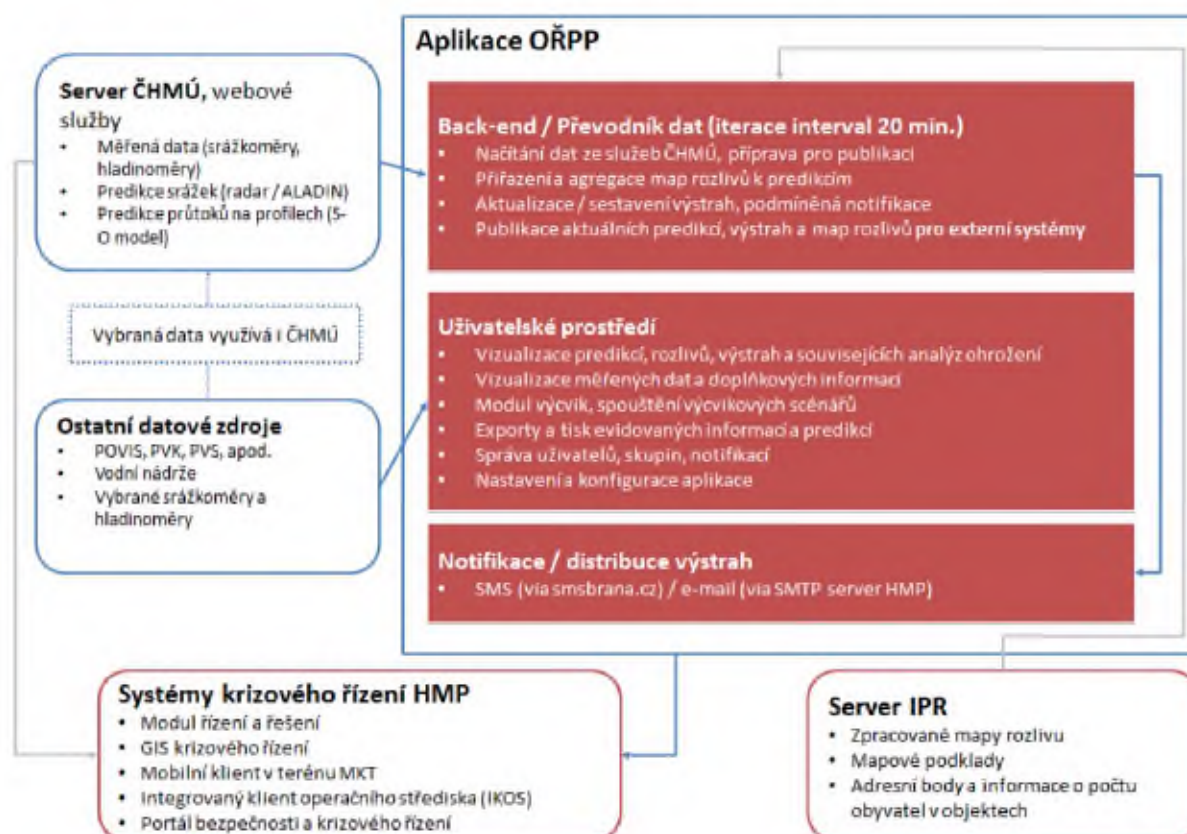 Aplikace OŘPP
Server ČHMÚ, webové
služby
• Měřená data (srážkoměry,
hladinoměry)
• Predikce srážek (radar / ALADIN)
• Predikce průtoků na profilech (S-
O model)
Vybraná data využívá i ČHMÚ
Ostatní datové zdroje
• POVIS, PVK, PVS, apod.
• Vodní nádrže
• Vybrané srážkoměry a
hladinoměry
Back-end / Převodník dat (iterace interval 20 min.)
• Načítání dat ze služeb ČHMÚ, příprava pro publikaci
• Přiřazení a agregace map rozlivů k predikcím
• Aktualizace / sestavení výstrah, podmíněná notifikace
• Publikace aktuálních predikcí, výstrah a map rozlivů pro externí systémy
Uživatelské prostředí
• Vizualizace predikcí, rozlivů, výstrah a souvisejících analýz ohrožení
• Vizualizace měřených dat a doplňkových informací
• Modul výcvik, spouštění výcvikových scénářů
• Exporty a tisk evidovaných informací a predikcí
• Správa uživatelů, skupin, notifikací
• Nastavení a konfigurace aplikace
Notifikace / distribuce výstrah
• SMS (via smsbrana.cz) / e-mail (via SMTP server HMP)
Systémy krizového řízení HMP
• Modul řízení a řešení
• GIS krizového řízení
• Mobilní klient v terénu MKT
• Integrovaný klient operačního střediska (IKOS)
• Portál bezpečnosti a krizového řízení
Server IPR
• Zpracované mapy rozlivu
• Mapové podklady
• Adresní body a informace o počtu
obyvatel v objektech